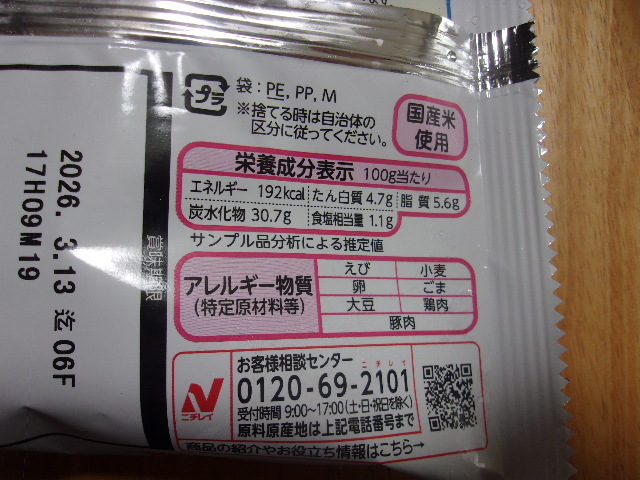 プラ
袋：PE, PP, M
※捨てる時は自治体の
区分に従ってください。
国産米
使用
栄養成分表示 100g当たり
エネルギー 192kcal たん白質 4.7g 脂質 5.6g
炭水化物 30.7g 食塩相当量 1.1g
サンプル品分析による推定値
アレルギー物質
(特定原材料等)
えび 小麦
卵 ごま
大豆 鶏肉
豚肉
賞味期限
2026. 3.13 迄 06F
17H09M19
ニチレイ
お客様相談センター
ニチレイ
0120-69-2101
受付時間 9:00〜17:00(土・日・祝日を除く)
原料原産地は上記電話番号まで
商品の紹介やお役立ち情報はこちら→